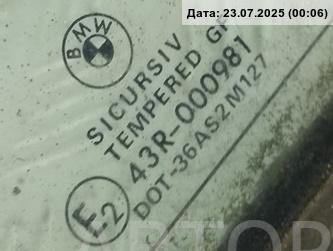 Дата: 23.07.2025 (00:06)
BMW
SICURSIV
TEMPERED
43R-000981
DOT-36AS2M127
E2